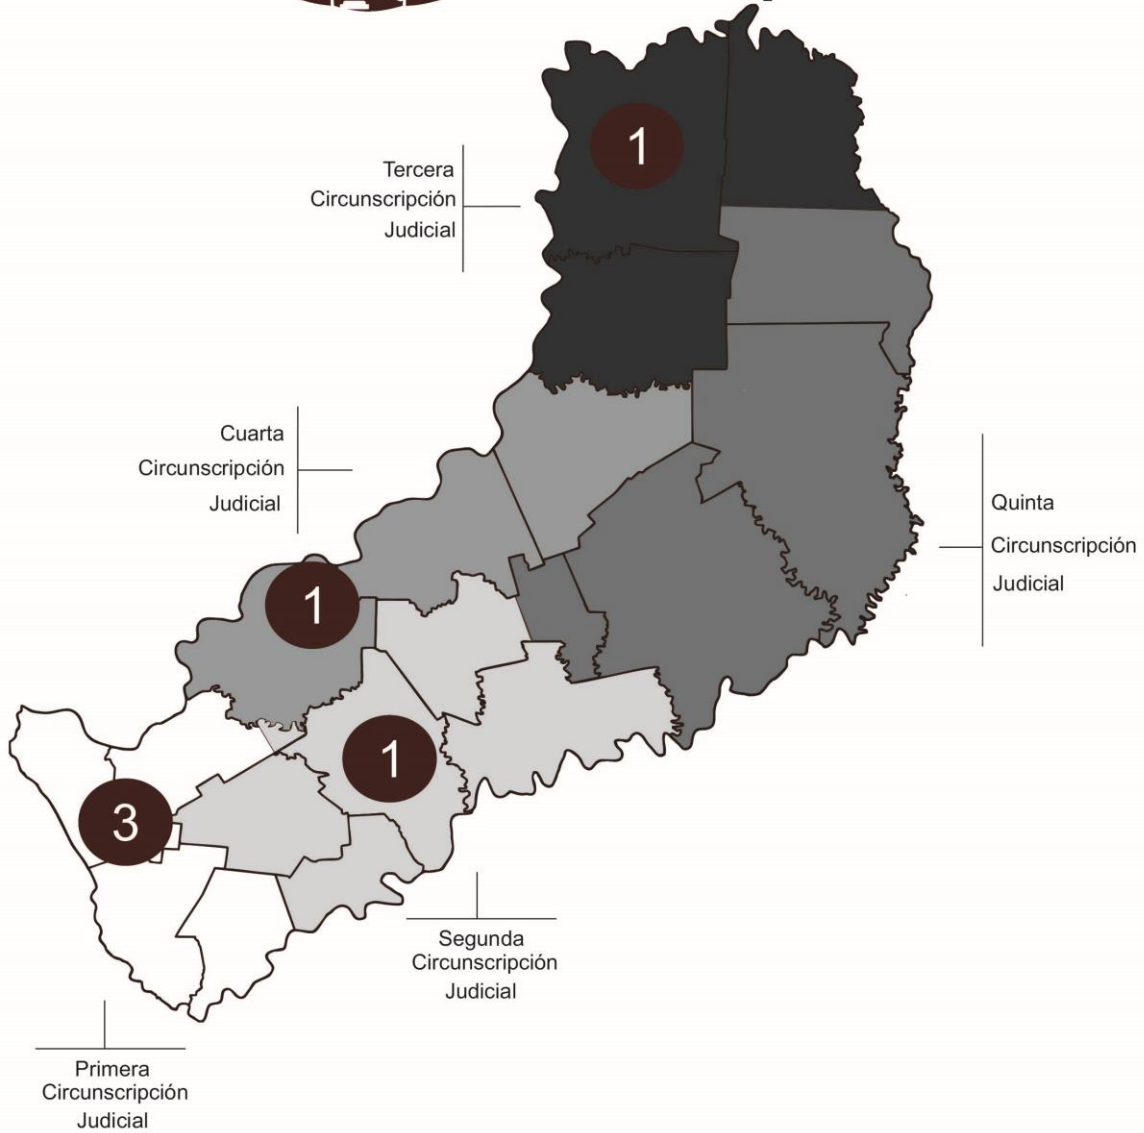 1
Tercera
Circunscripción
Judicial
Cuarta
Circunscripción
Judicial
Quinta
Circunscripción
Judicial
1
1
3
Segunda
Circunscripción
Judicial
Primera
Circunscripción
Judicial